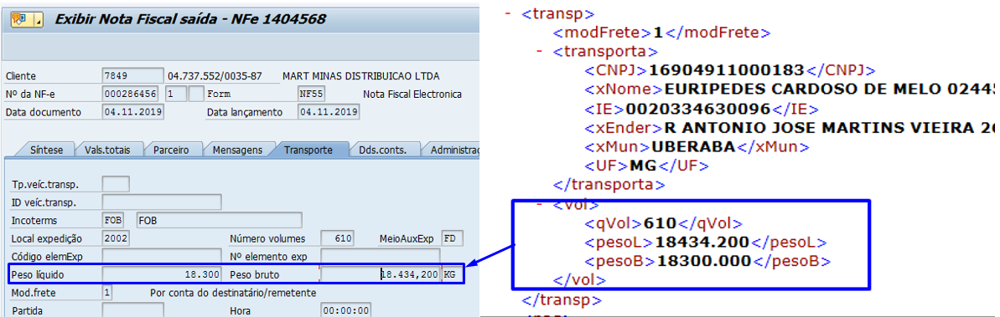 Exibir Nota Fiscal saída - NFe 1404568
Cliente 7849 04.737.552/0035-87 MART MINAS DISTRIBUICAO LTDA
Nº da NF-e 000286456 1 Form NF55 Nota Fiscal Electronica
Data documento 04.11.2019 Data lançamento 04.11.2019
Síntese Vals.totais Parceiro Mensagens Transporte Dds.conts. Administraç
Tp.veíc.transp.
ID veíc.transp.
Incoterms FOB FOB
Local expedição 2002 Número volumes 610 MeioAuxExp FD
Código elemExp Nº elemento exp
Peso líquido 18.300 Peso bruto 18.434,200 KG
Mod.frete 1 Por conta do destinatário/remetente
Partida Hora 00:00:00
- <transp>
<modFrete>1</modFrete>
- <transporta>
<CNPJ>16904911000183</CNPJ>
<xNome>EURIPEDES CARDOSO DE MELO 02445
<IE>0020334630096</IE>
<xEnder>R ANTONIO JOSE MARTINS VIEIRA 26
<xMun>UBERABA</xMun>
<UF>MG</UF>
</transporta>
- <vol>
<qVol>610</qVol>
<pesoL>18434.200</pesoL>
<pesoB>18300.000</pesoB>
</vol>
</transp>